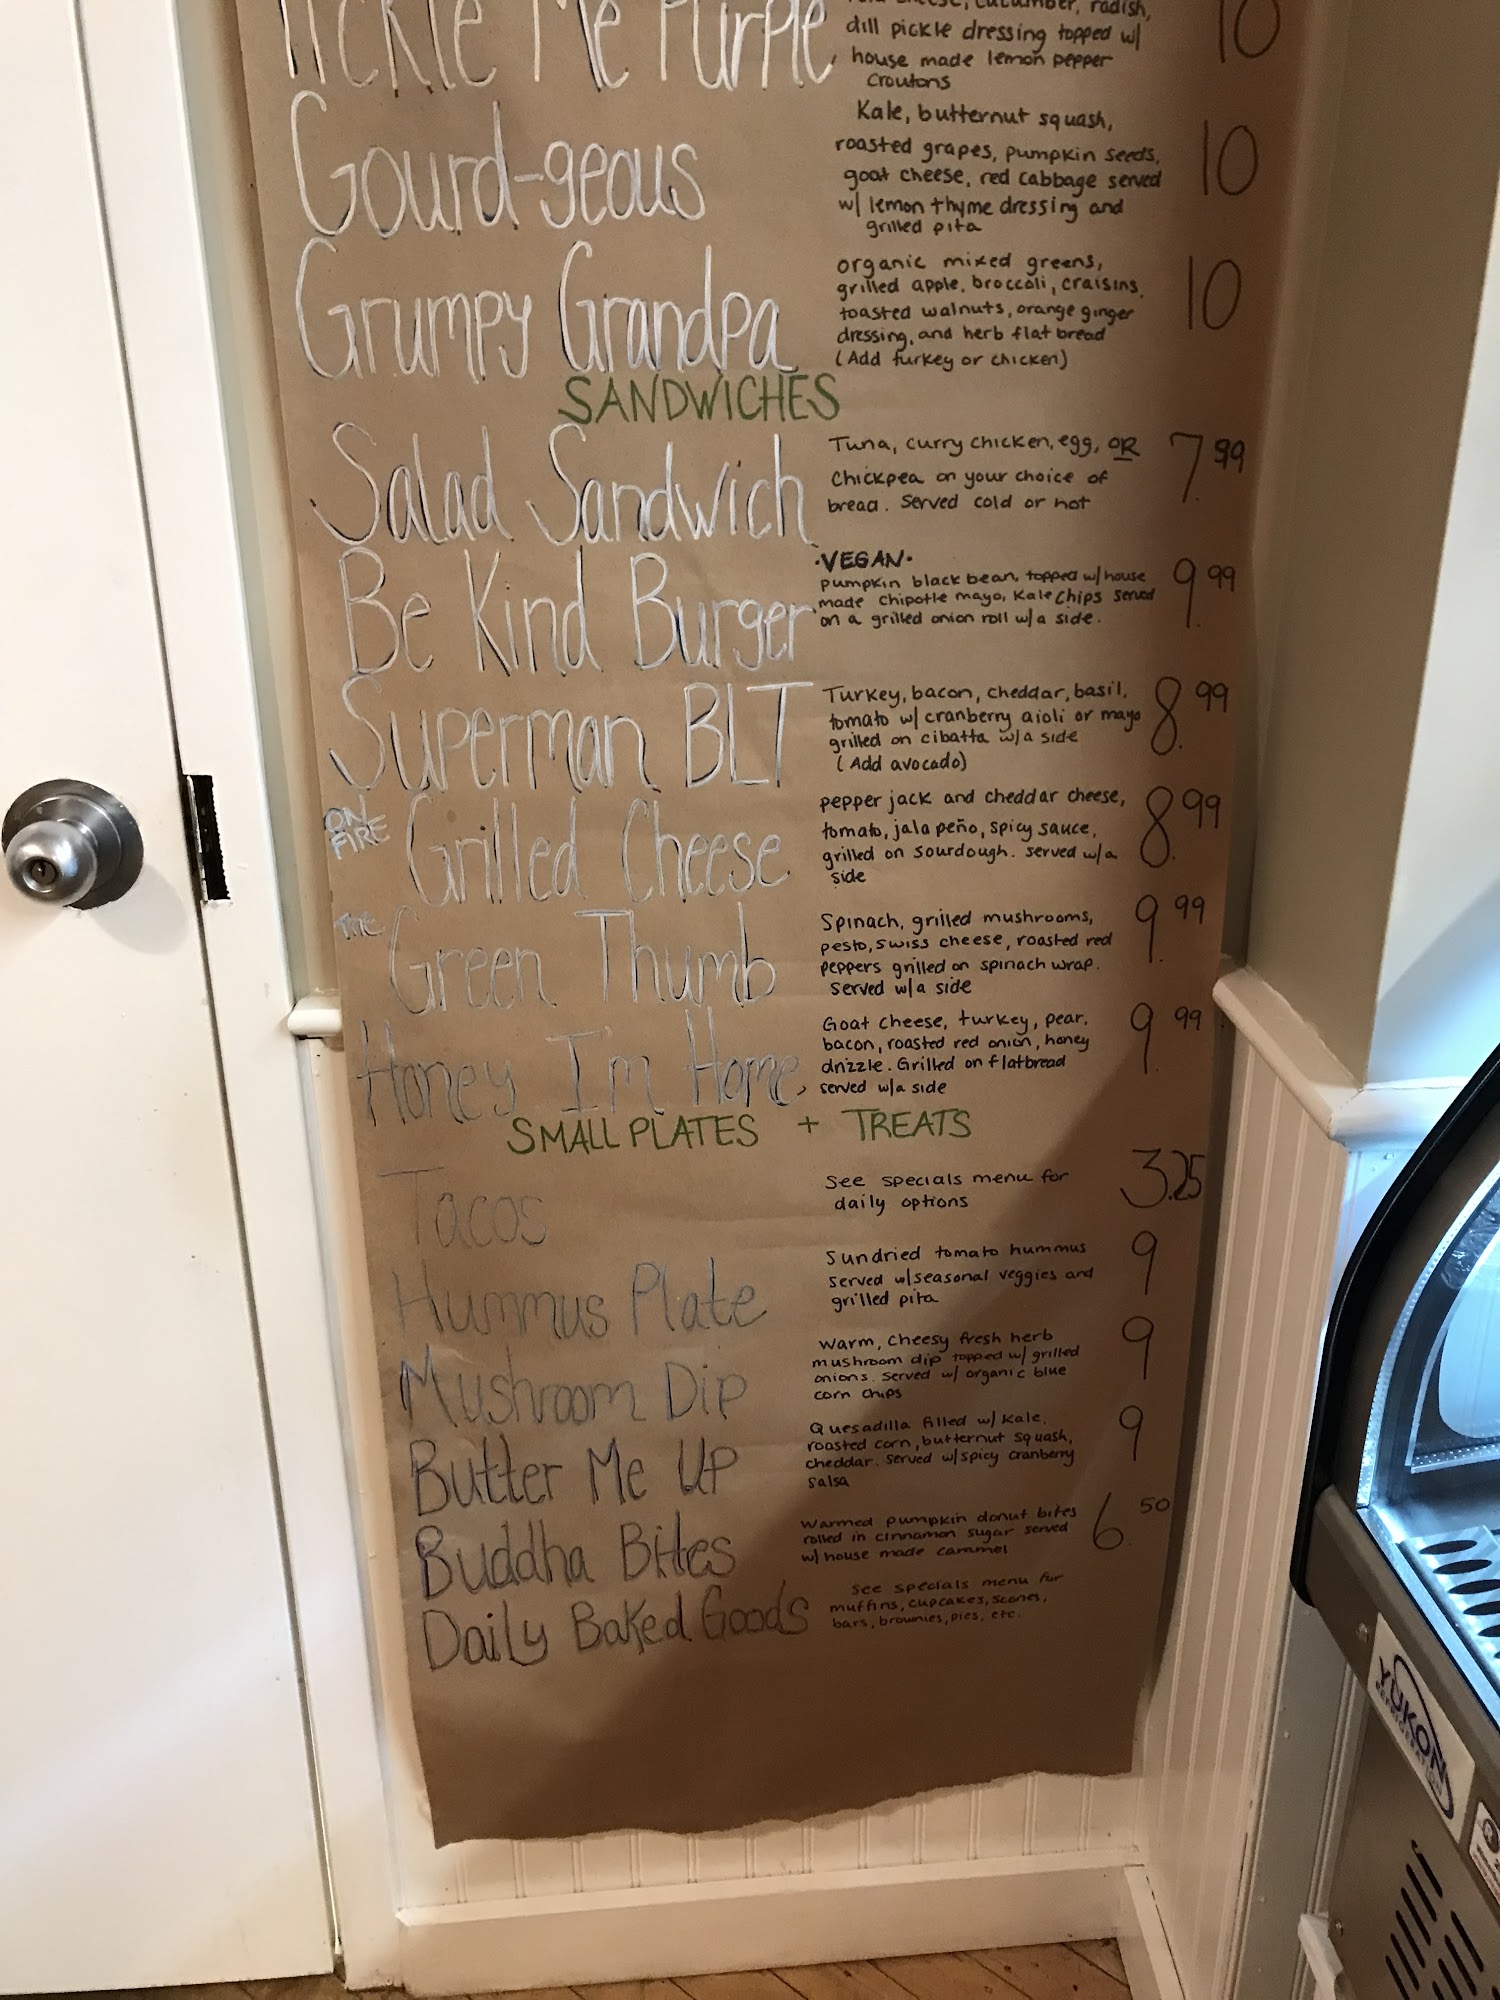 Tickle Me Purple
cheese, cucumber, radish,
dill pickle dressing topped w/
house made lemon pepper
croutons
10
Gourd-geous
Kale, butternut squash,
roasted grapes, pumpkin seeds,
goat cheese, red cabbage served
w/ lemon thyme dressing and
grilled pita
10
Grumpy Grandpa
organic mixed greens,
grilled apple, broccoli, craisins,
toasted walnuts, orange ginger
dressing, and herb flat bread
(Add turkey or chicken)
10
SANDWICHES
Salad Sandwich
Tuna, curry chicken, egg, OR
Chickpea on your choice of
bread. Served cold or hot
7.99
Be Kind Burger
·VEGAN·
pumpkin black bean, topped w/ house
made chipotle mayo, Kale Chips served
on a grilled onion roll w/ a side.
9.99
Superman BLT
Turkey, bacon, cheddar, basil,
tomato w/ cranberry aioli or mayo
grilled on cibatta w/ a side
(Add avocado)
8.99
ON FIRE Grilled Cheese
pepper jack and cheddar cheese,
tomato, jalapeño, spicy sauce,
grilled on sourdough. served w/ a
side
8.99
The Green Thumb
Spinach, grilled mushrooms,
pesto, swiss cheese, roasted red
peppers grilled on spinach wrap.
Served w/ a side
9.99
Honey I'm Home
Goat cheese, turkey, pear,
bacon, roasted red onion, honey
drizzle. Grilled on flatbread
served w/a side
9.99
SMALL PLATES + TREATS
Tacos
See specials menu for
daily options
3.25
Hummus Plate
Sundried tomato hummus
served w/seasonal veggies and
grilled pita
9
Mushroom Dip
Warm, cheesy fresh herb
mushroom dip topped w/ grilled
onions. Served w/ organic blue
corn chips
9
Butter Me Up
Quesadilla filled w/ kale,
roasted corn, butternut squash,
cheddar. Served w/ spicy cranberry
salsa
9
Buddha Bites
Warmed pumpkin donut bites
rolled in cinnamon sugar served
w/ house made caramel
6.50
Daily Baked Goods
See specials menu for
muffins, cupcakes, scones,
bars, brownies, pies, etc.
YUKON
REFRIGERATION